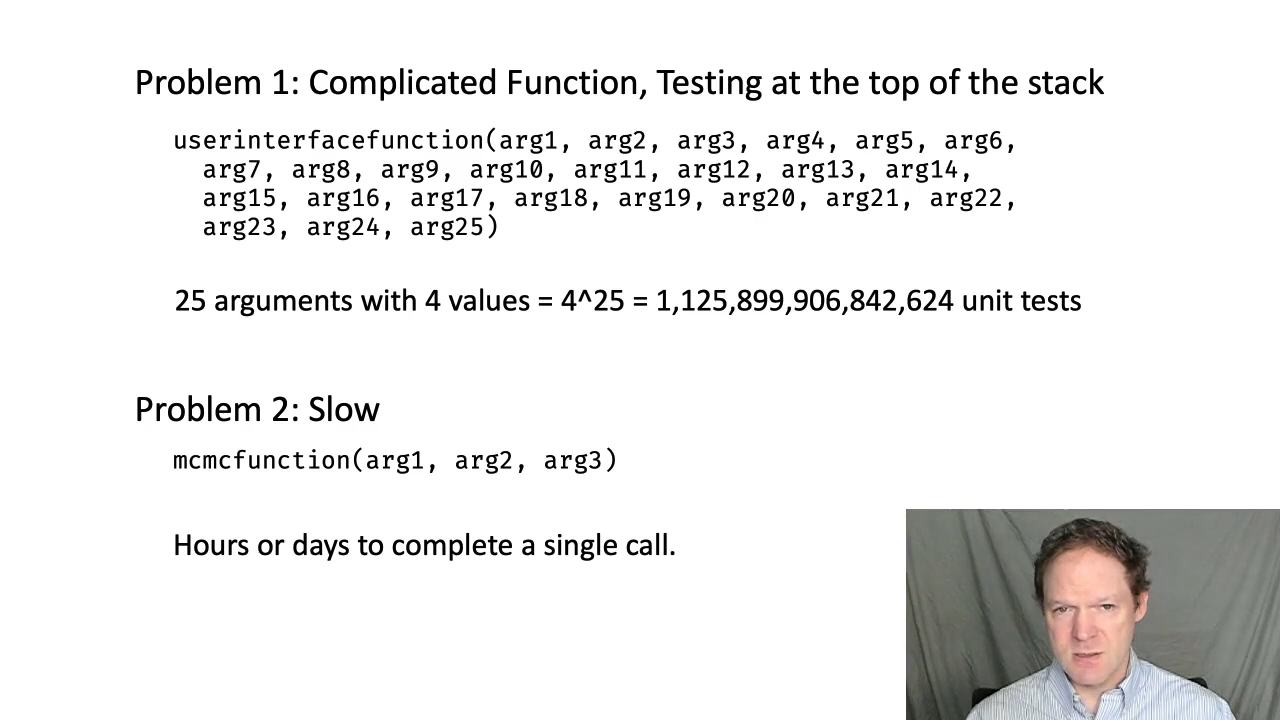 Problem 1: Complicated Function, Testing at the top of the stack
userinterfacefunction(arg1, arg2, arg3, arg4, arg5, arg6,
arg7, arg8, arg9, arg10, arg11, arg12, arg13, arg14,
arg15, arg16, arg17, arg18, arg19, arg20, arg21, arg22,
arg23, arg24, arg25)
25 arguments with 4 values = 4^25 = 1,125,899,906,842,624 unit tests
Problem 2: Slow
mcmcfunction(arg1, arg2, arg3)
Hours or days to complete a single call.